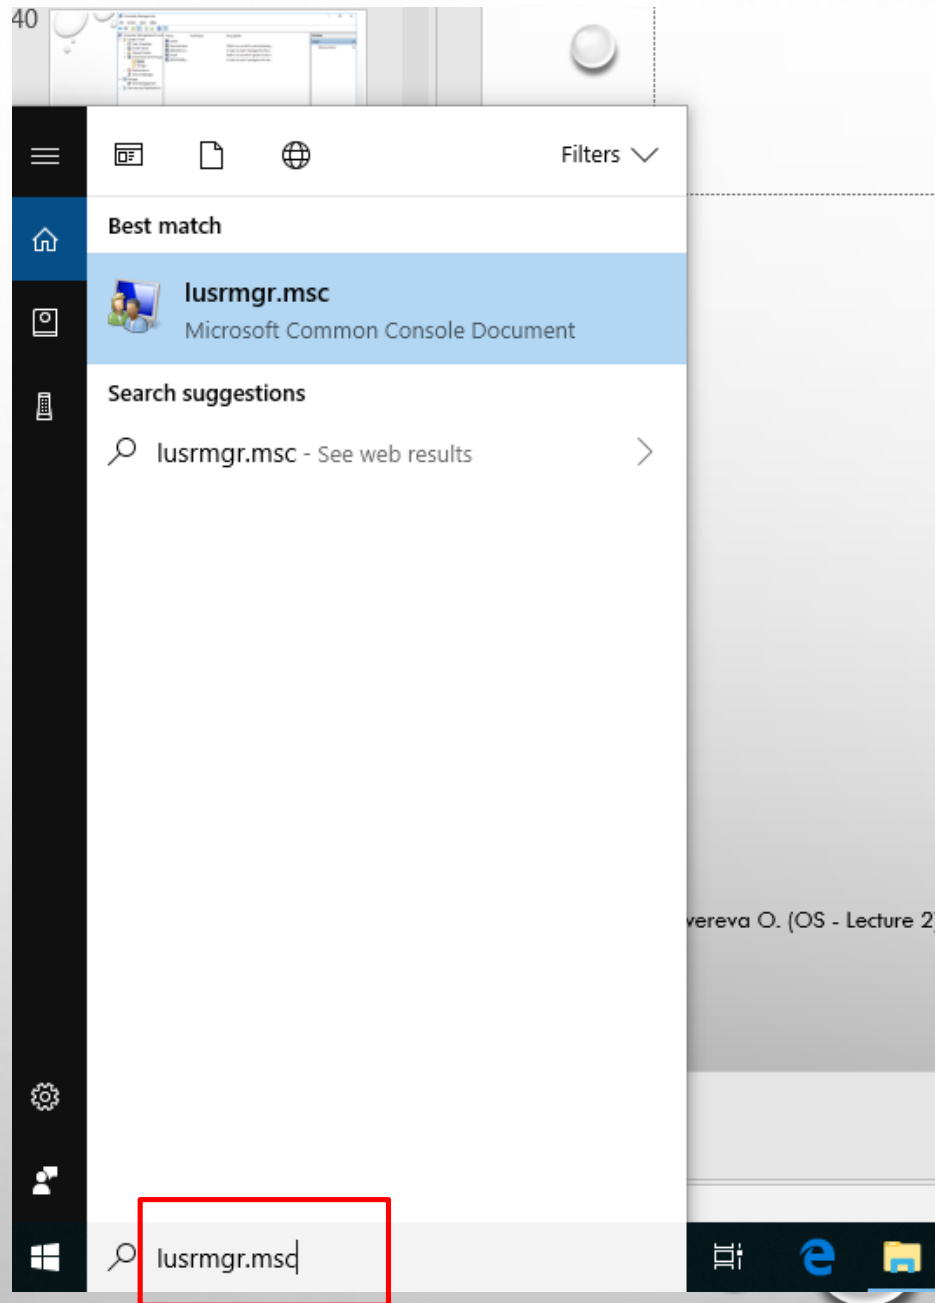 40
Filters
Best match
lusrmgr.msc
Microsoft Common Console Document
Search suggestions
lusrmgr.msc - See web results
vereva O. (OS - Lecture 2)
lusrmgr.msc